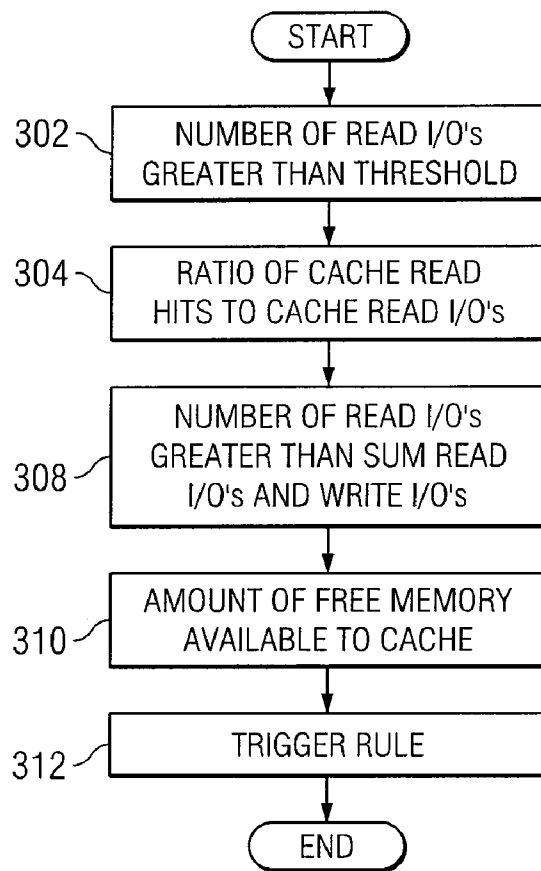 START
302
NUMBER OF READ I/O's
GREATER THAN THRESHOLD
304
RATIO OF CACHE READ
HITS TO CACHE READ I/O's
308
NUMBER OF READ I/O's
GREATER THAN SUM READ
I/O's AND WRITE I/O's
310
AMOUNT OF FREE MEMORY
AVAILABLE TO CACHE
312
TRIGGER RULE
END